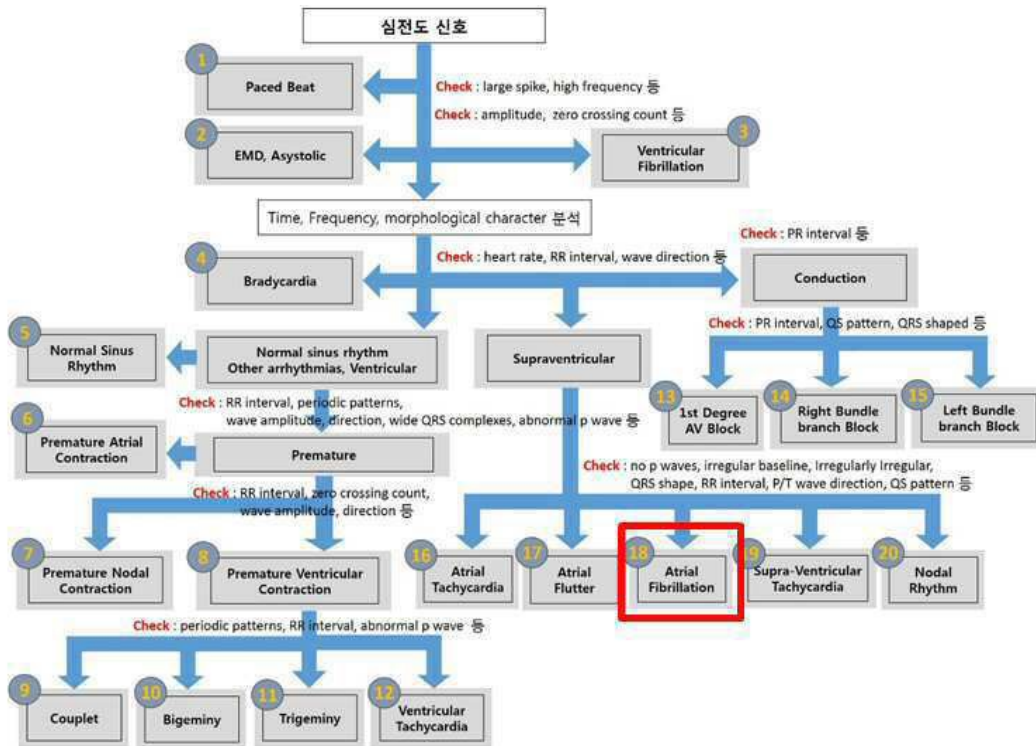 심전도 신호
1
Paced Beat
Check : large spike, high frequency 등
Check : amplitude, zero crossing count 등
2
EMD, Asystolic
3
Ventricular
Fibrillation
Time, Frequency, morphological character 분석
Check : PR interval 등
4
Bradycardia
Check : heart rate, RR interval, wave direction 등
Conduction
5
Normal Sinus
Rhythm
Normal sinus rhythm
Other arrhythmias, Ventricular
Supraventricular
Check : PR interval, QS pattern, QRS shaped 등
13
1st Degree
AV Block
14
Right Bundle
branch Block
15
Left Bundle
branch Block
Check : RR interval, periodic patterns,
wave amplitude, direction, wide QRS complexes, abnormal p wave 등
6
Premature Atrial
Contraction
Premature
Check : no p waves, irregular baseline, Irregularly Irregular,
QRS shape, RR interval, P/T wave direction, QS pattern 등
Check : RR interval, zero crossing count,
wave amplitude, direction 등
7
Premature Nodal
Contraction
8
Premature Ventricular
Contraction
16
Atrial
Tachycardia
17
Atrial
Flutter
18
Atrial
Fibrillation
19
Supra-Ventricular
Tachycardia
20
Nodal
Rhythm
Check : periodic patterns, RR interval, abnormal p wave 등
9
Couplet
10
Bigeminy
11
Trigeminy
12
Ventricular
Tachycardia